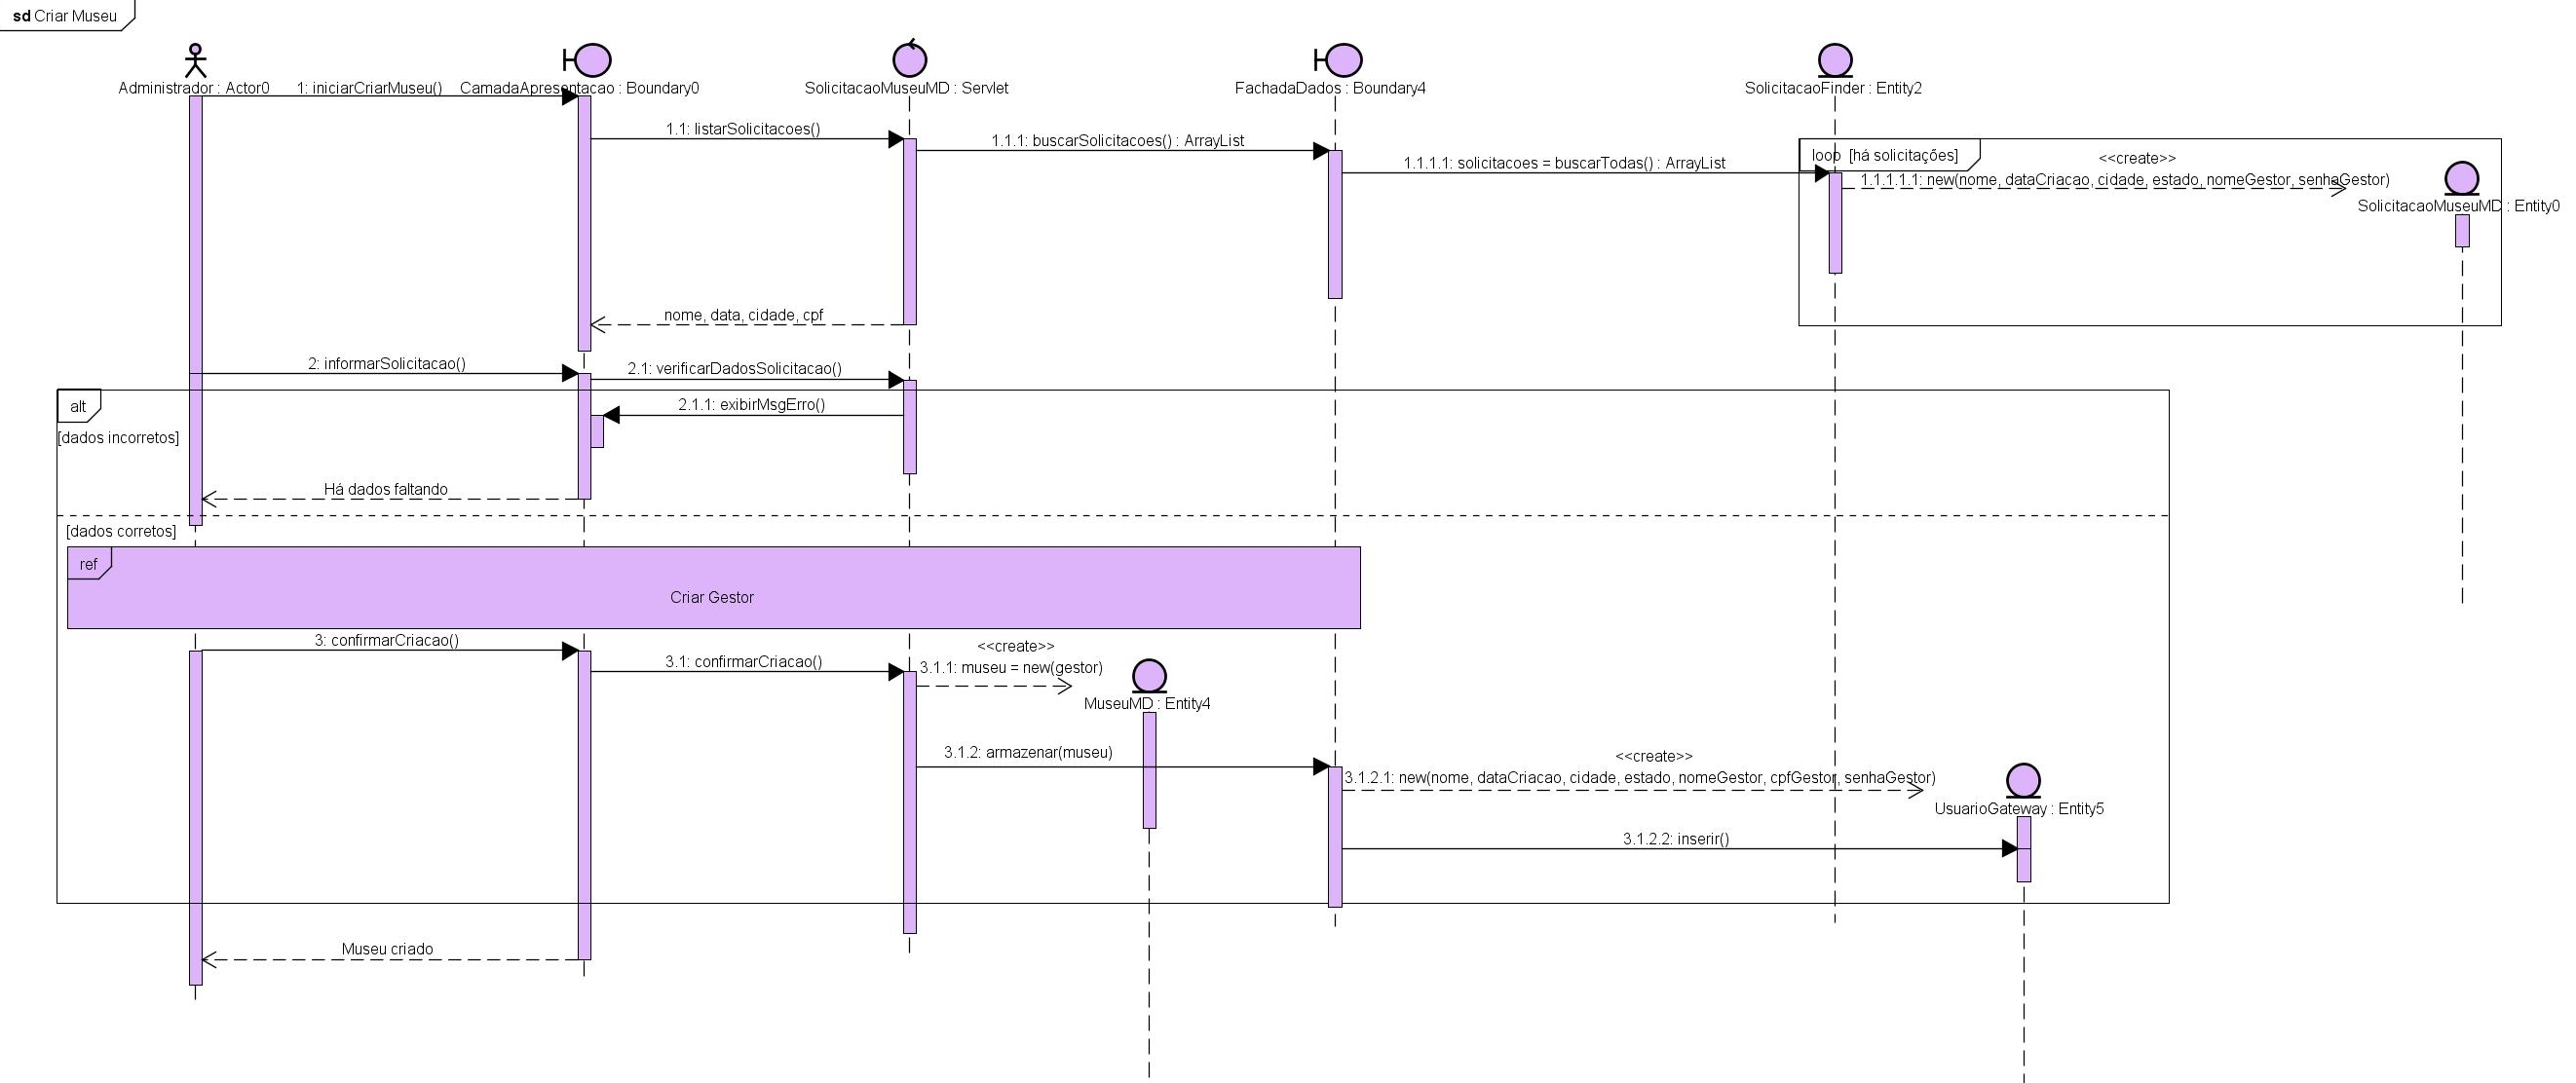 sd Criar Museu
Administrador : Actor0
1: iniciarCriarMuseu()
CamadaApresentacao : Boundary0
SolicitacaoMuseuMD : Servlet
FachadaDados : Boundary4
SolicitacaoFinder : Entity2
1.1: listarSolicitacoes()
1.1.1: buscarSolicitacoes() : ArrayList
1.1.1.1: solicitacoes = buscarTodas() : ArrayList
loop [há solicitações]
<<create>>
1.1.1.1.1: new(nome, dataCriacao, cidade, estado, nomeGestor, senhaGestor)
SolicitacaoMuseuMD : Entity0
nome, data, cidade, cpf
2: informarSolicitacao()
2.1: verificarDadosSolicitacao()
alt
2.1.1: exibirMsgErro()
[dados incorretos]
Há dados faltando
[dados corretos]
ref
Criar Gestor
3: confirmarCriacao()
3.1: confirmarCriacao()
<<create>>
3.1.1: museu = new(gestor)
MuseuMD : Entity4
3.1.2: armazenar(museu)
<<create>>
3.1.2.1: new(nome, dataCriacao, cidade, estado, nomeGestor, cpfGestor, senhaGestor)
UsuarioGateway : Entity5
3.1.2.2: inserir()
Museu criado